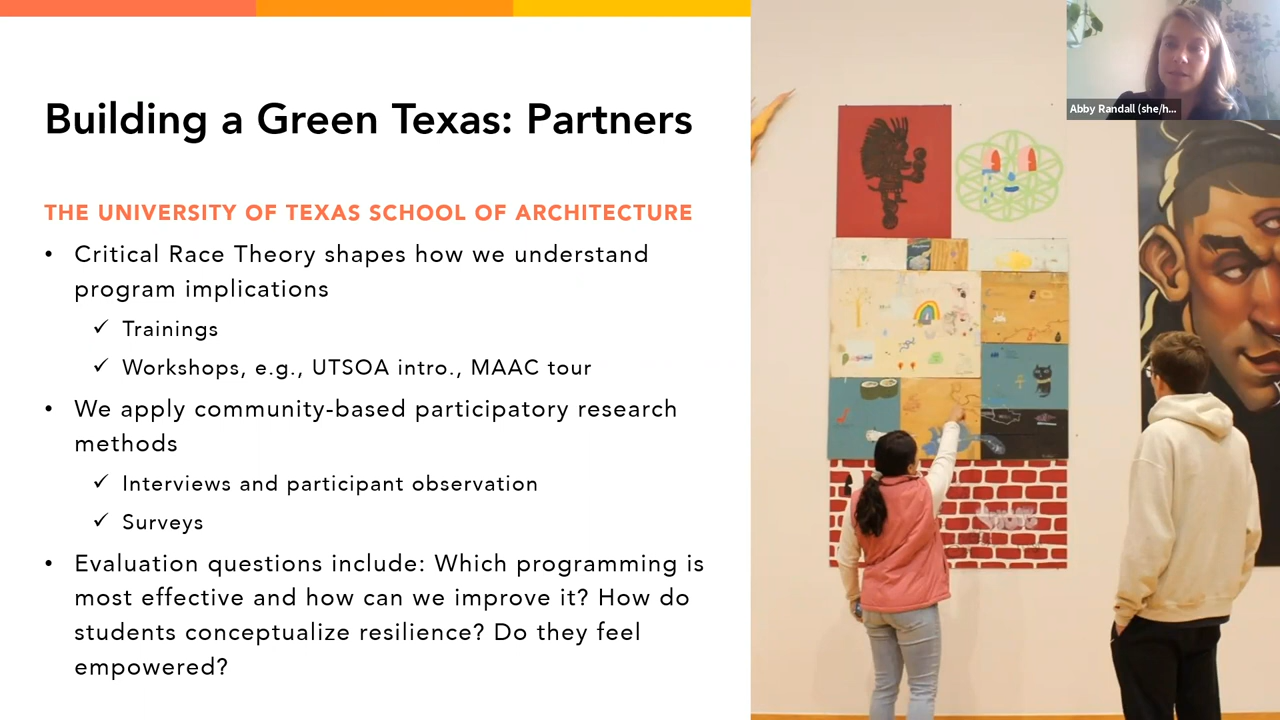 Building a Green Texas: Partners
THE UNIVERSITY OF TEXAS SCHOOL OF ARCHITECTURE
• Critical Race Theory shapes how we understand
program implications
✓ Trainings
✓ Workshops, e.g., UTSOA intro., MAAC tour
• We apply community-based participatory research
methods
✓ Interviews and participant observation
✓ Surveys
• Evaluation questions include: Which programming is
most effective and how can we improve it? How do
students conceptualize resilience? Do they feel
empowered?
Abby Randall (she/h...